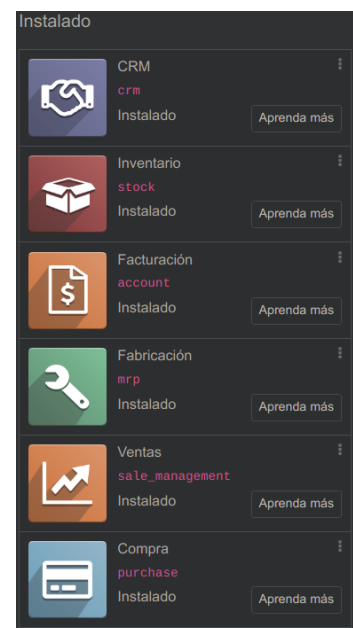 Instalado
CRM
crm
Instalado
Aprenda más
Inventario
stock
Instalado
Aprenda más
Facturación
account
Instalado
Aprenda más
Fabricación
mrp
Instalado
Aprenda más
Ventas
sale_management
Instalado
Aprenda más
Compra
purchase
Instalado
Aprenda más